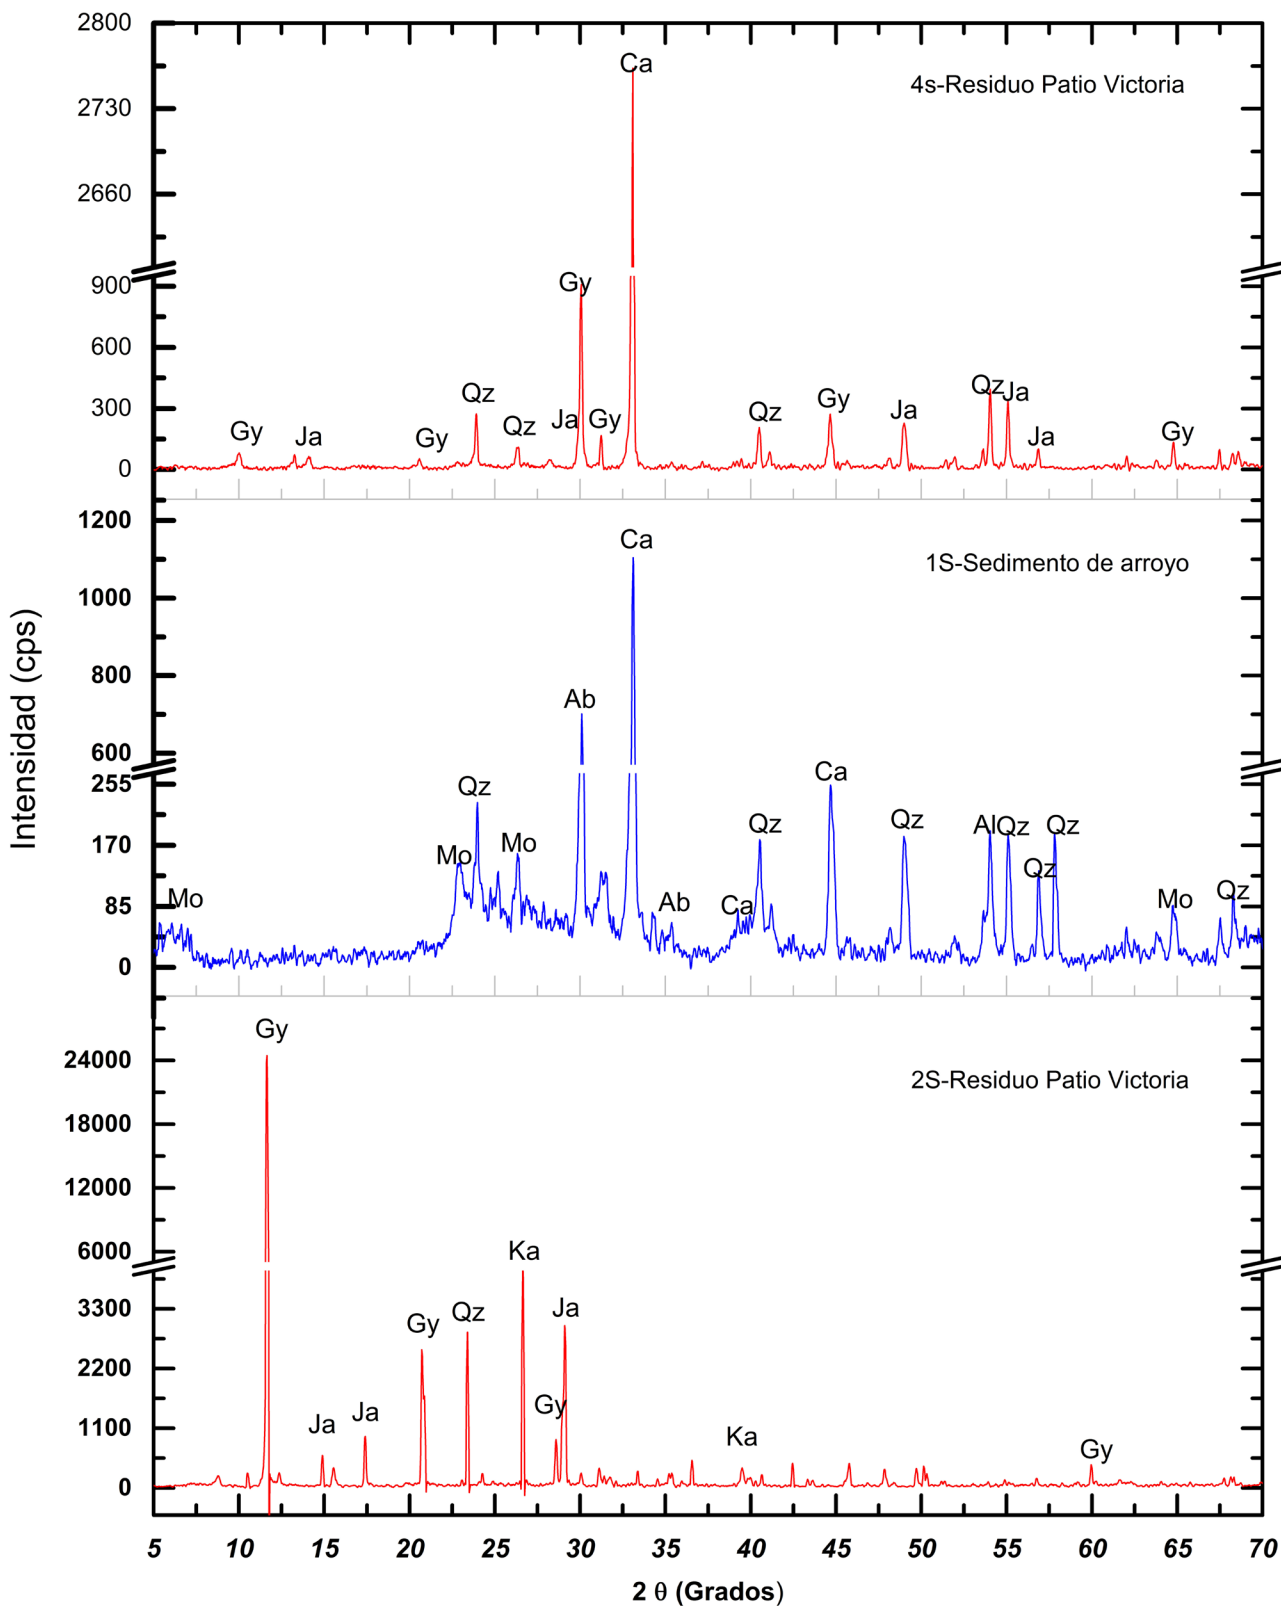 Intensidad (cps)
2800
2730
2660
900
600
300
0
4s-Residuo Patio Victoria
Ca
Gy
Qz
Gy
Ja
Gy
Qz
Ja
Gy
Qz
Gy
Ja
Qz
Ja
Ja
Gy
1200
1000
800
600
255
170
85
0
1S-Sedimento de arroyo
Ca
Ab
Mo
Mo
Qz
Mo
Ab
Ca
Qz
Ca
Qz
Al
Qz
Qz
Qz
Mo
Qz
24000
18000
12000
6000
3300
2200
1100
0
2S-Residuo Patio Victoria
Gy
Ja
Ja
Gy
Qz
Ka
Gy
Ja
Ka
Gy
5 10 15 20 25 30 35 40 45 50 55 60 65 70
2 θ (Grados)